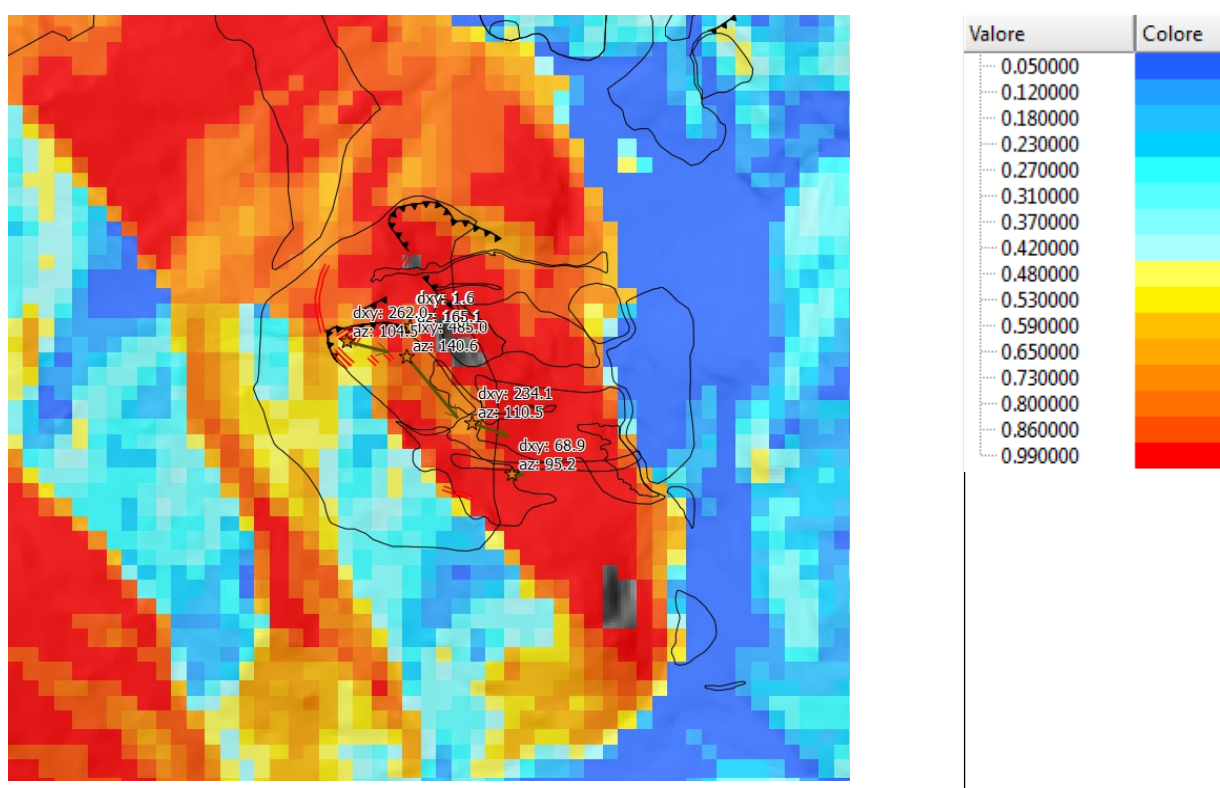 dxy: 1.6
az: 165.1
dxy: 262.0
az: 104.5
dxy: 485.0
az: 140.6
dxy: 234.1
az: 110.5
dxy: 68.9
az: 95.2
Valore Colore
0.050000
0.120000
0.180000
0.230000
0.270000
0.310000
0.370000
0.420000
0.480000
0.530000
0.590000
0.650000
0.730000
0.800000
0.860000
0.990000